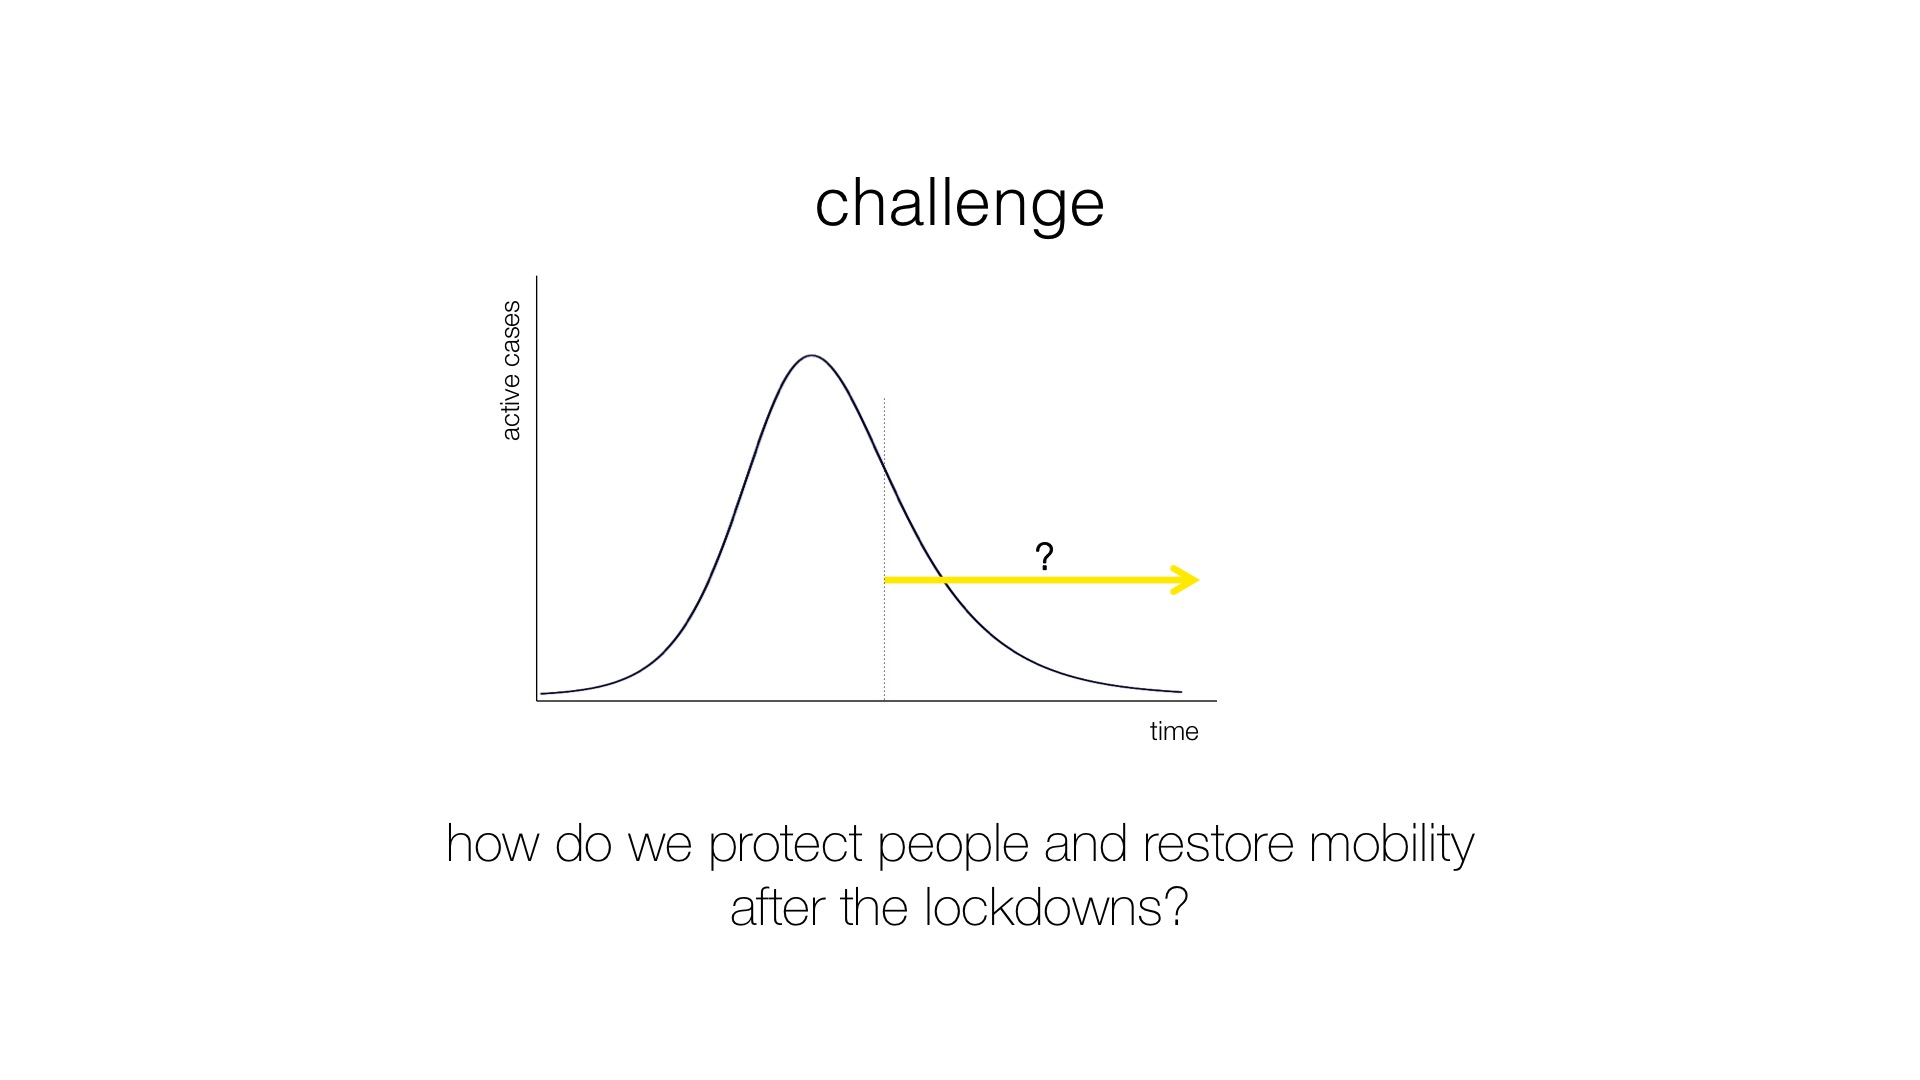 challenge
active cases
?
time
how do we protect people and restore mobility
after the lockdowns?